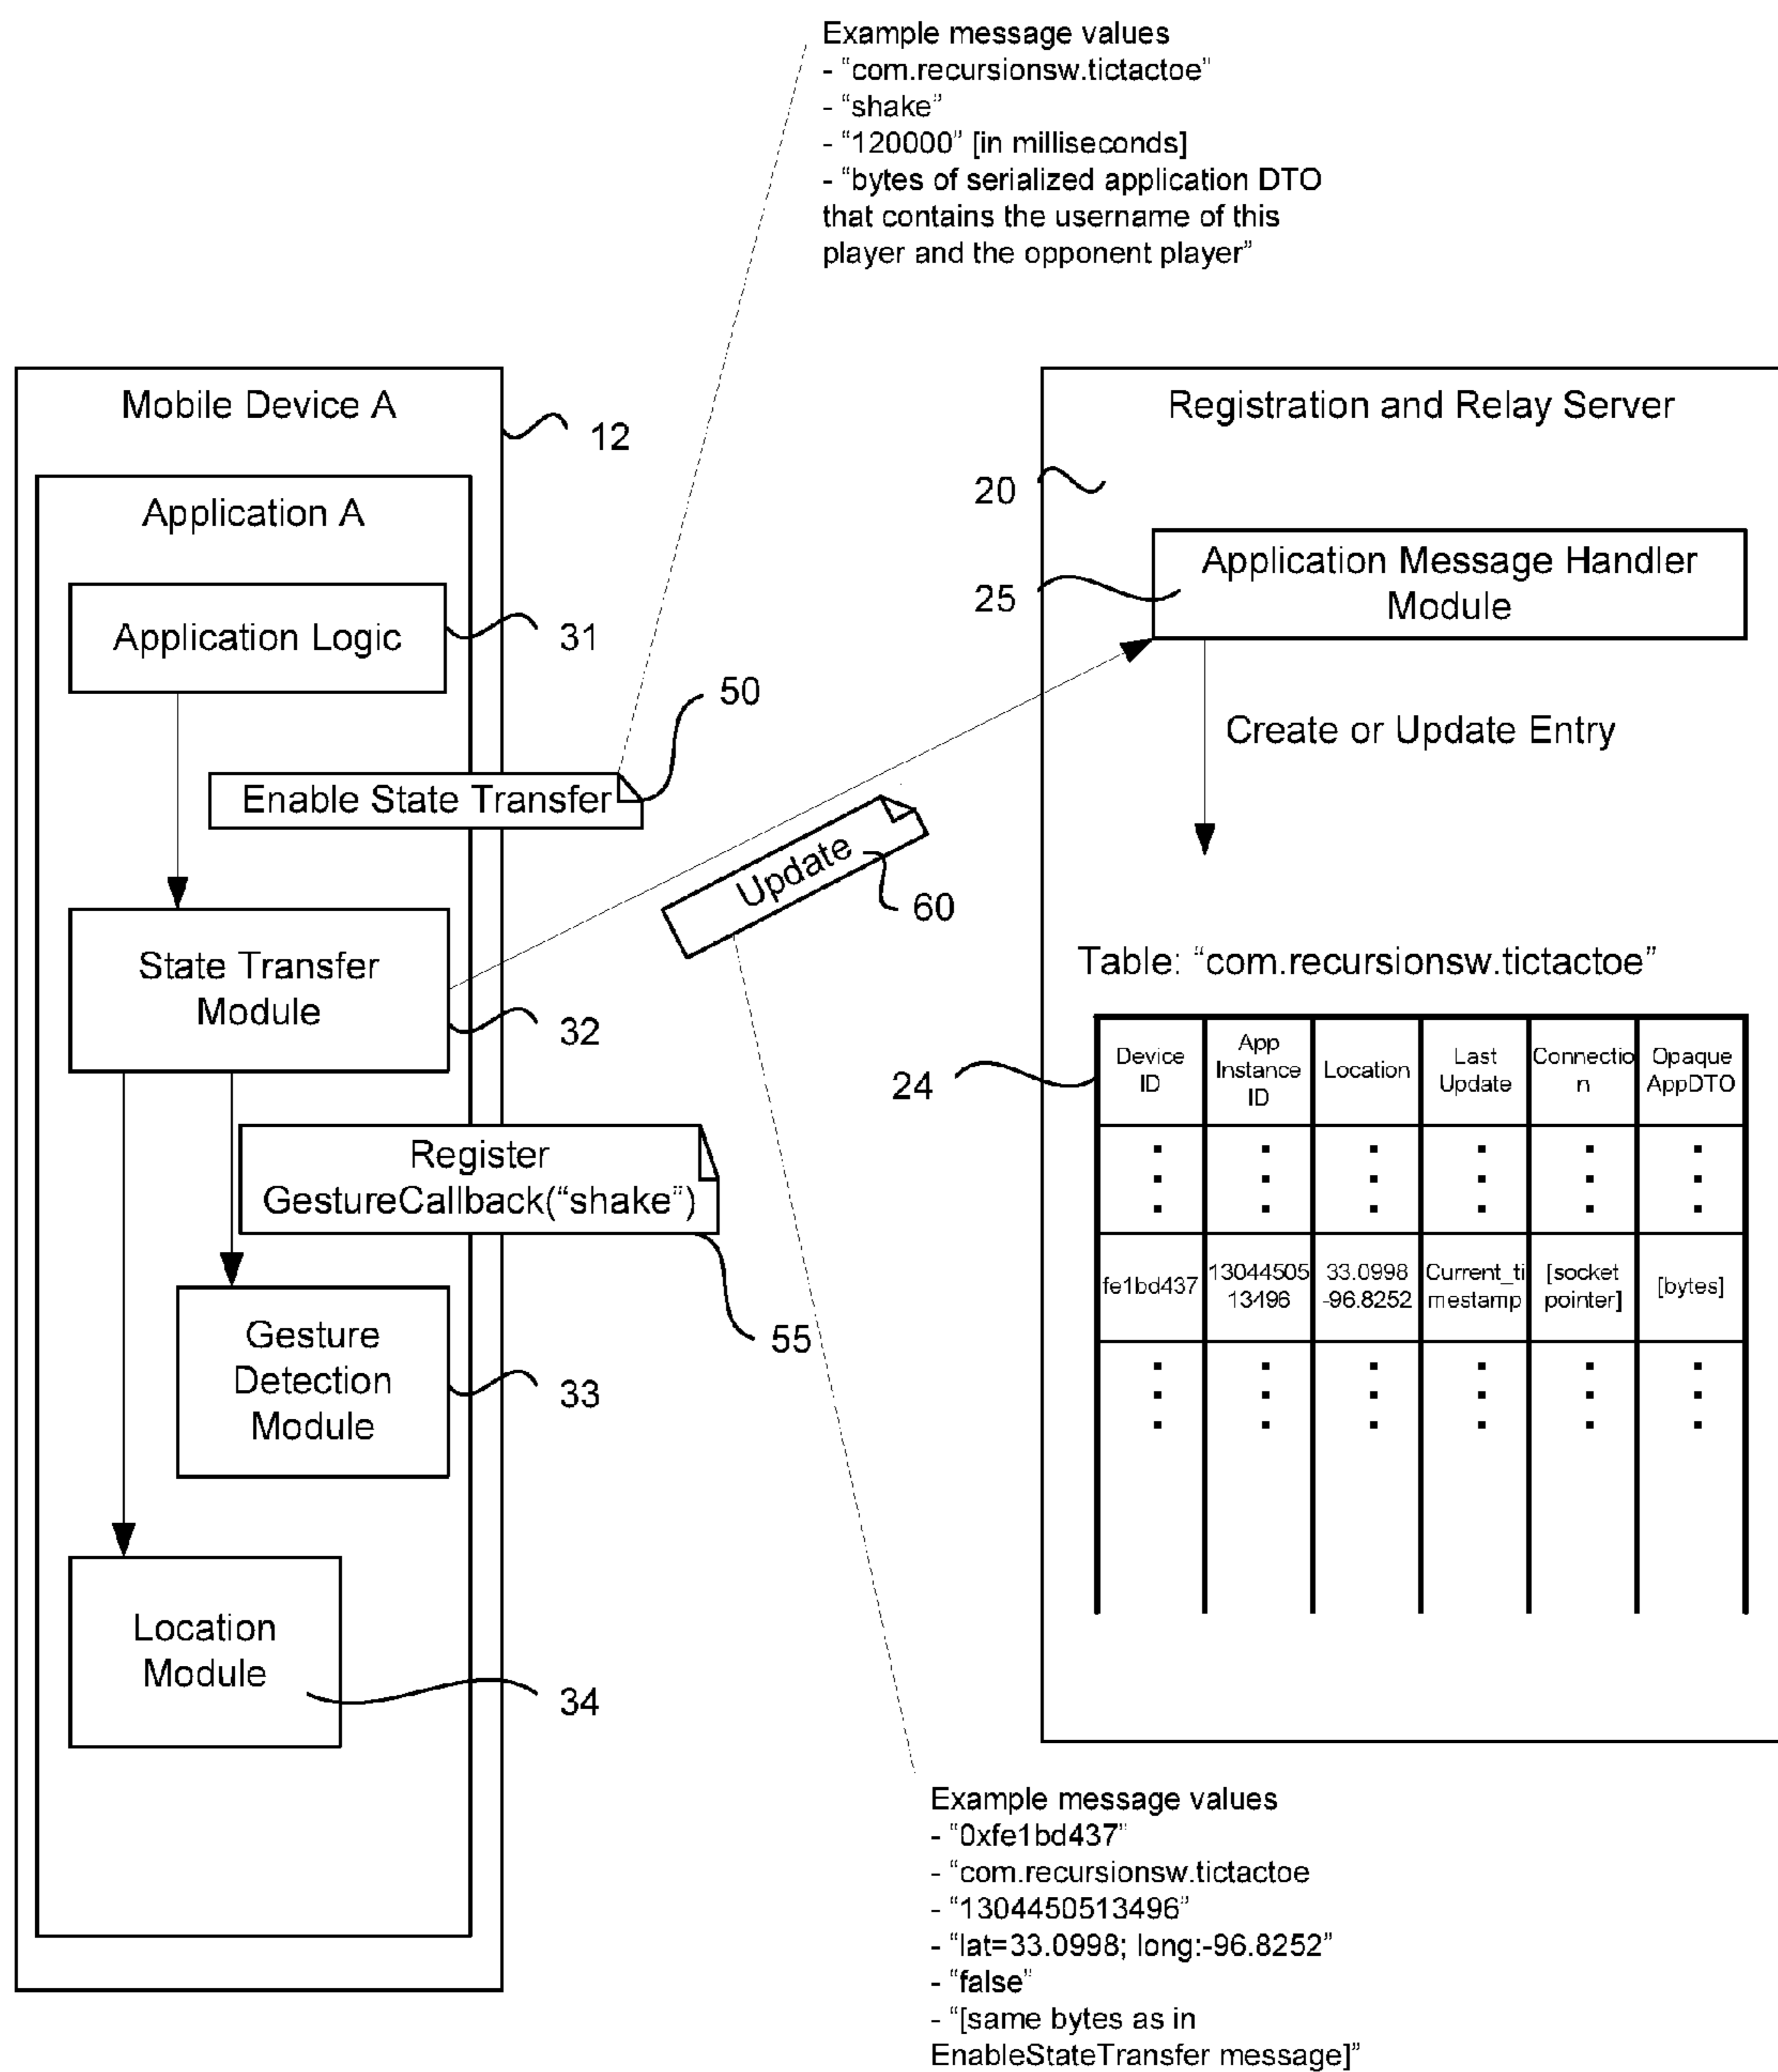 Example message values
- “com.recursionsw.tictactoe”
- “shake”
- “120000” [in milliseconds]
- “bytes of serialized application DTO
that contains the username of this
player and the opponent player”
Mobile Device A
12
Application A
Application Logic
31
Enable State Transfer
50
State Transfer
Module
32
Register
GestureCallback(“shake”)
55
Gesture
Detection
Module
33
Location
Module
34
Update
60
Registration and Relay Server
20
Application Message Handler
Module
25
Create or Update Entry
Table: “com.recursionsw.tictactoe”
24
Device
ID
App
Instance
ID
Location
Last
Update
Connectio
n
Opaque
AppDTO
fe1bd437
13044505
13496
33.0998
-96.8252
Current_ti
mestamp
[socket
pointer]
[bytes]
Example message values
- “0xfe1bd437”
- “com.recursionsw.tictactoe
- “1304450513496”
- “lat=33.0998; long:-96.8252”
- “false”
- “[same bytes as in
EnableStateTransfer message]”